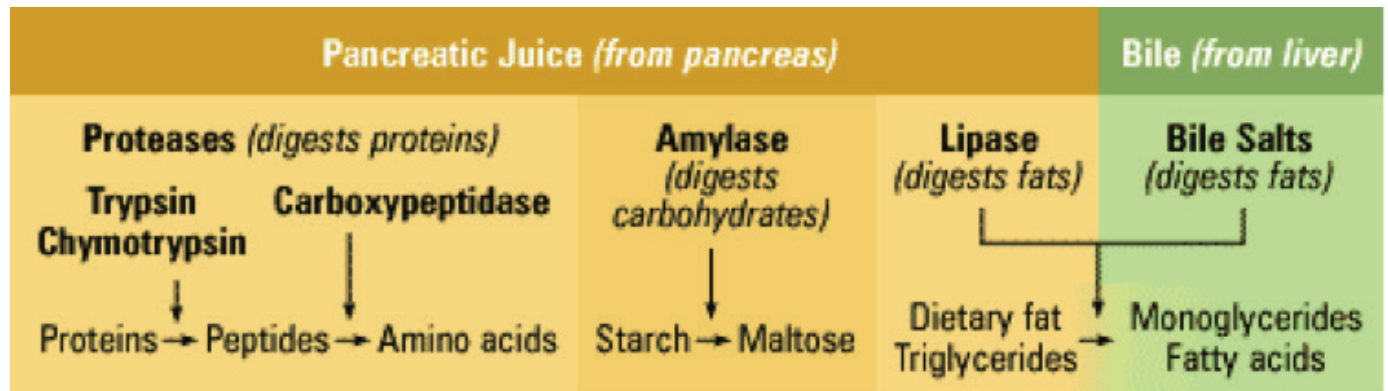 Pancreatic Juice (from pancreas)
Bile (from liver)
Proteases (digests proteins)
Trypsin
Chymotrypsin
Carboxypeptidase
Proteins → Peptides → Amino acids
Amylase
(digests
carbohydrates)
Starch → Maltose
Lipase
(digests fats)
Bile Salts
(digests fats)
Dietary fat
Triglycerides
→
Monoglycerides
Fatty acids